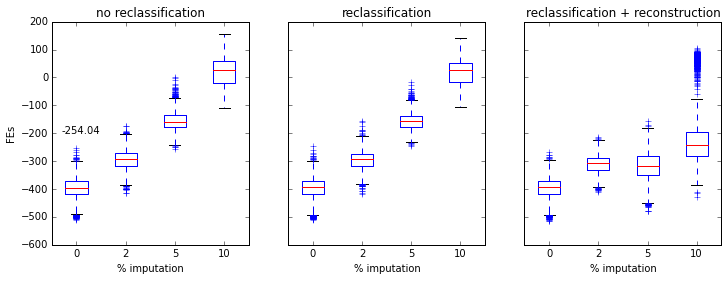 no reclassification
reclassification
reclassification + reconstruction
200
100
0
−100
−200
−300
−400
−500
−600
FEs
-254.04
0 2 5 10
0 2 5 10
0 2 5 10
% imputation
% imputation
% imputation